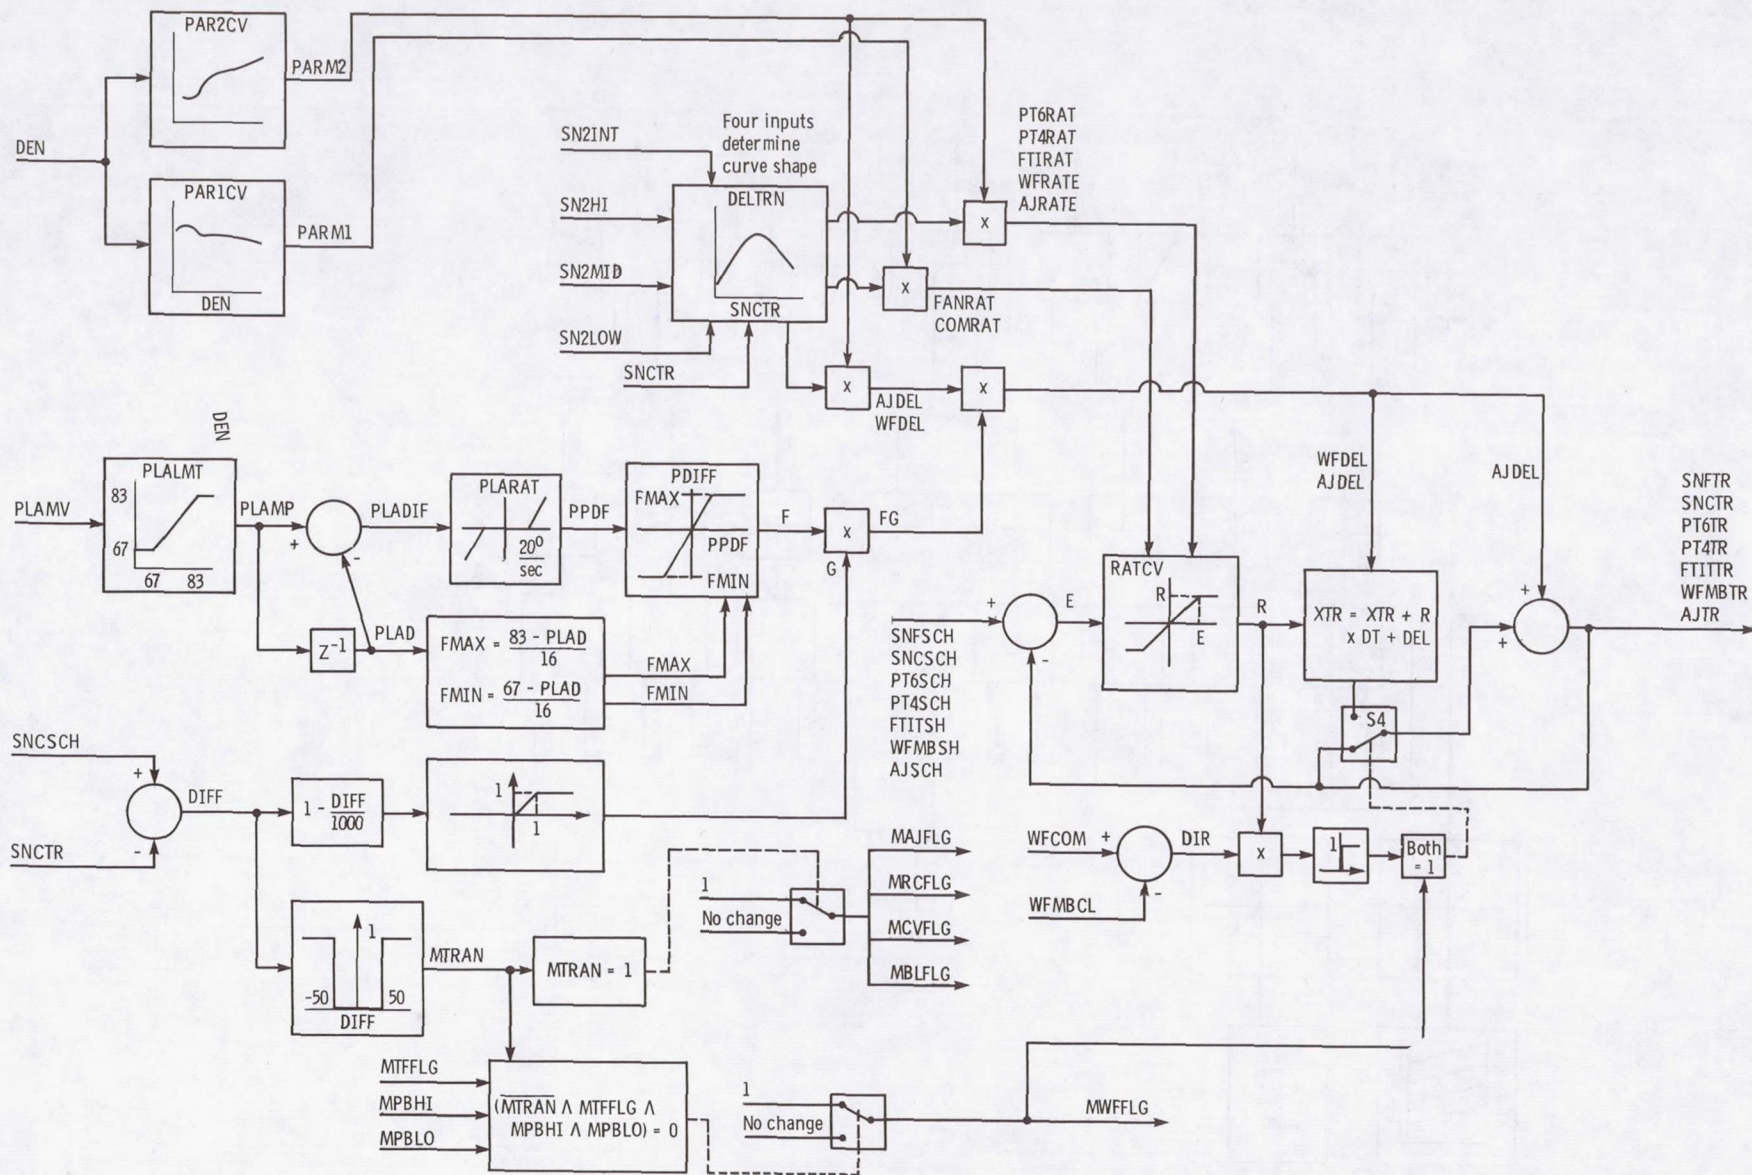 PAR2CV
PARM2
DEN
PAR1CV
PARM1
DEN
SN2INT
Four inputs
determine
curve shape
SN2HI
DELTRN
SN2MID
SNCTR
SN2LOW
SNCTR
x
x
x
x
PT6RAT
PT4RAT
FTIRAT
WFRATE
AJRATE
FANRAT
COMRAT
AJDEL
WFDEL
WFDEL
AJDEL
AJDEL
SNFTR
SNCTR
PT6TR
PT4TR
FTITTR
WFMBTR
AJTR
DEN
PLAMV
PLALMT
83
67
67 83
PLAMP
+
-
PLADIF
PLARAT
20°
sec
PPDF
PDIFF
FMAX
PPDF
FMIN
F
x
G
FG
Z-1
PLAD
FMAX = 83 - PLAD
16
FMIN = 67 - PLAD
16
FMAX
FMIN
+
-
E
SNFSCH
SNCSCH
PT6SCH
PT4SCH
FTITSH
WFMBSH
AJSCH
RATCV
R
E
R
XTR = XTR + R
x DT + DEL
S4
+
+
SNCSCH
+
DIFF
-
SNCTR
1 - DIFF
1000
1
1
1
-50 50
DIFF
MTRAN
MTRAN = 1
1
No change
MAJFLG
MRCFLG
MCVFLG
MBLFLG
WFCOM
+
-
DIR
WFMBCL
x
1
Both
= 1
MTFFLG
MPBHI
MPBLO
(MTRAN Λ MTFFLG Λ
MPBHI Λ MPBLO) = 0
1
No change
MWFFLG